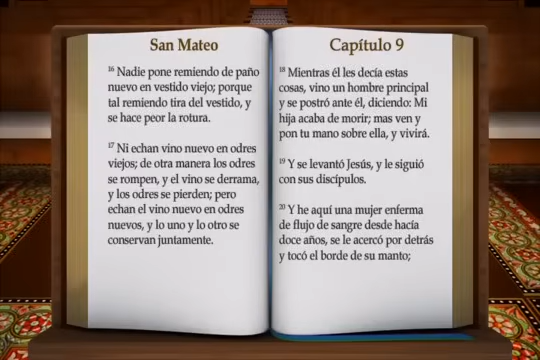 San Mateo
16 Nadie pone remiendo de paño
nuevo en vestido viejo; porque
tal remiendo tira del vestido, y
se hace peor la rotura.
17 Ni echan vino nuevo en odres
viejos; de otra manera los odres
se rompen, y el vino se derrama,
y los odres se pierden; pero
echan el vino nuevo en odres
nuevos, y lo uno y lo otro se
conservan juntamente.
Capítulo 9
18 Mientras él les decía estas
cosas, vino un hombre principal
y se postró ante él, diciendo: Mi
hija acaba de morir; mas ven y
pon tu mano sobre ella, y vivirá.
19 Y se levantó Jesús, y le siguió
con sus discípulos.
20 Y he aquí una mujer enferma
de flujo de sangre desde hacía
doce años, se le acercó por detrás
y tocó el borde de su manto;